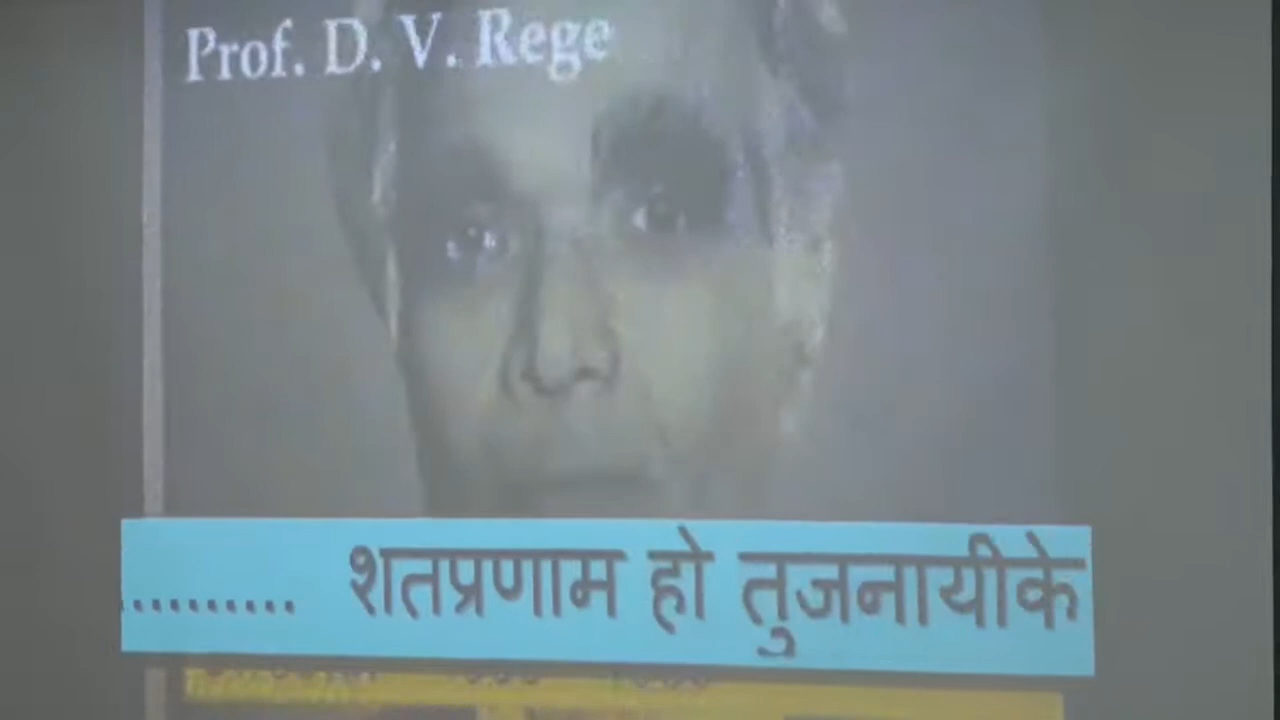 Prof. D. V. Rege
.......... शतप्रणाम हो तुजनायीके